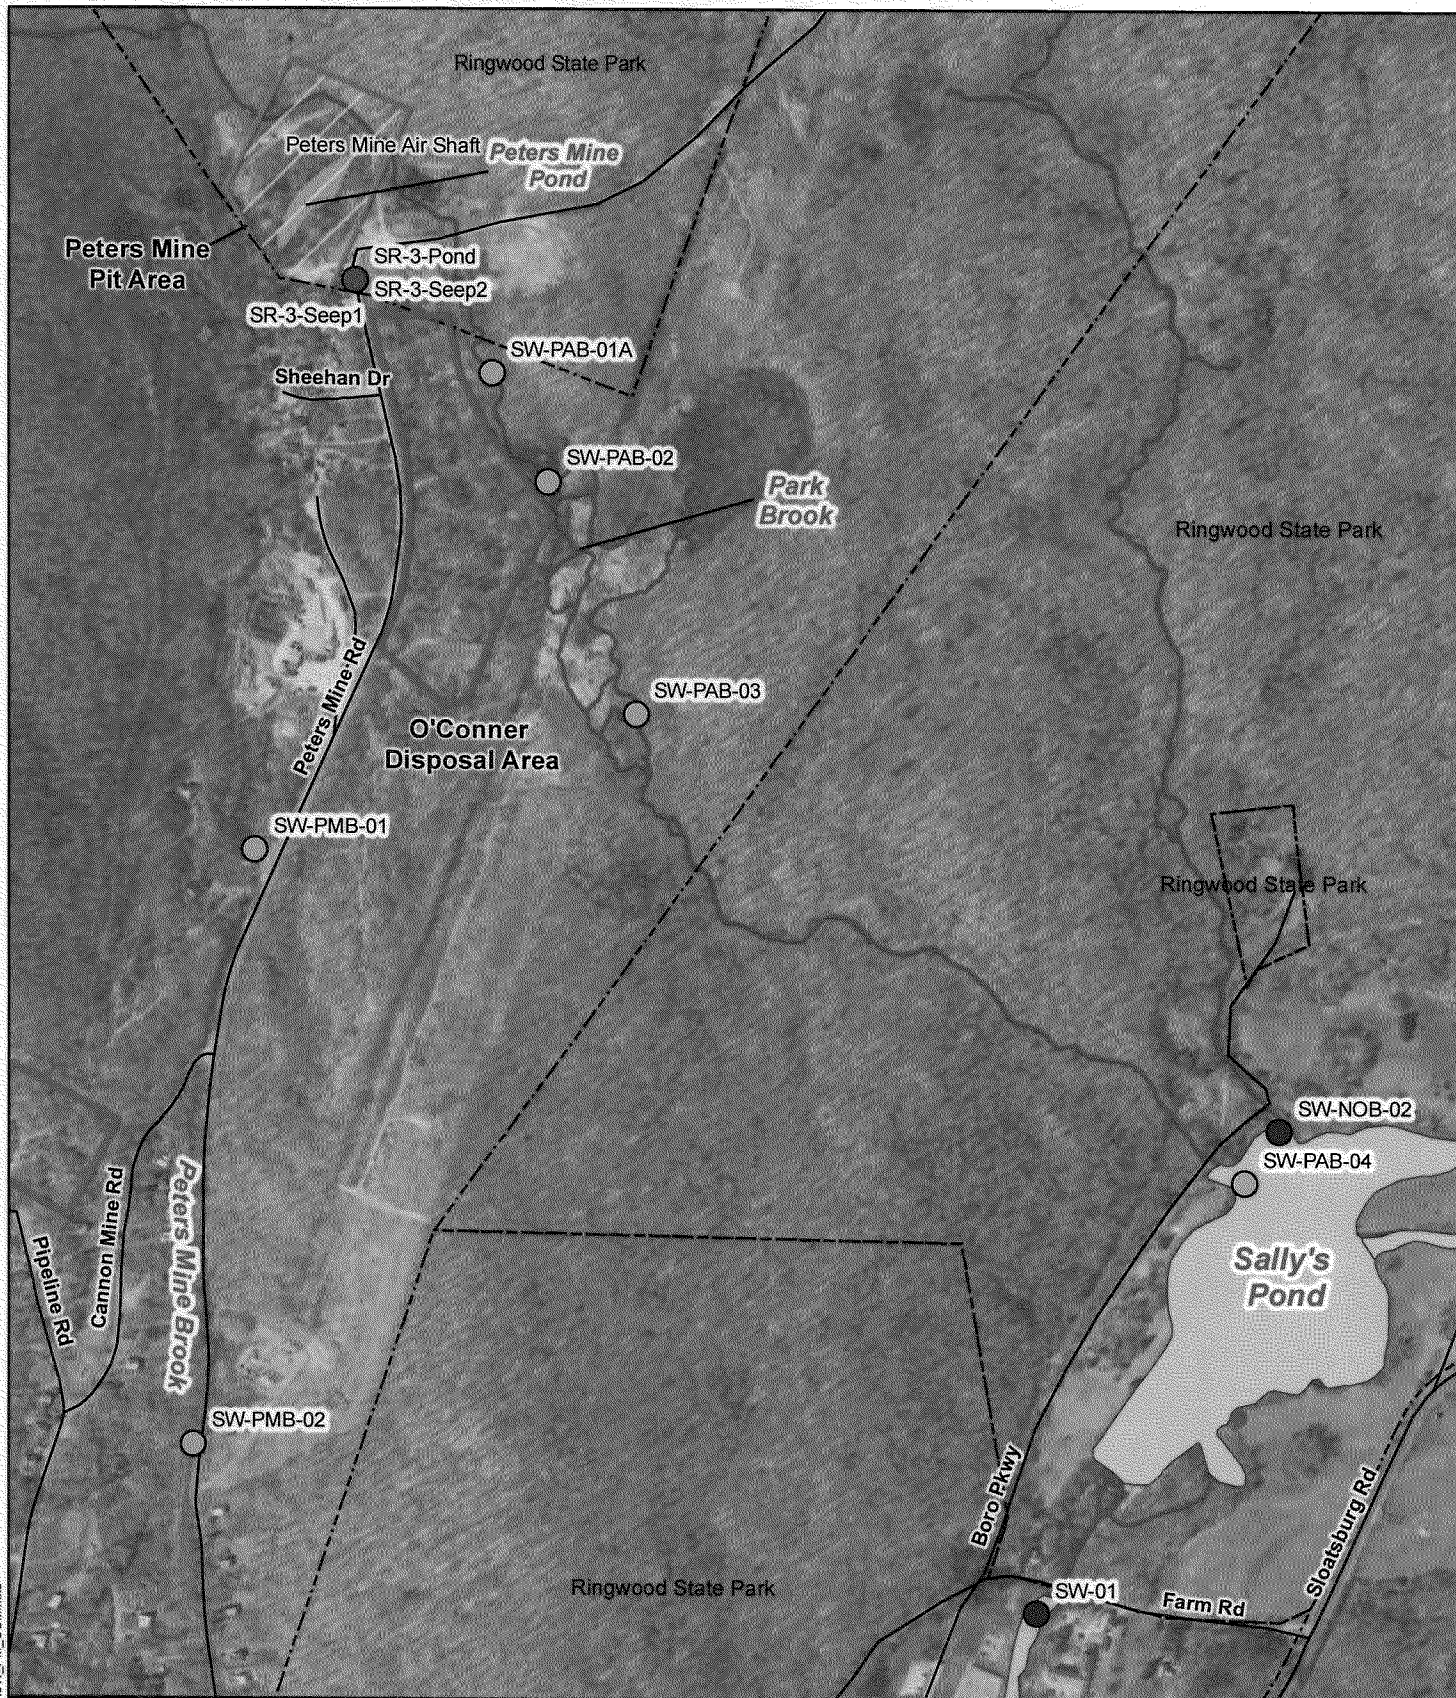 Ringwood State Park
Peters Mine Air Shaft
Peters Mine
Pond
Peters Mine
Pit Area
SR-3-Pond
SR-3-Seep2
SR-3-Seep1
SW-PAB-01A
Sheehan Dr
SW-PAB-02
Park
Brook
Ringwood State Park
Peters Mine Rd
SW-PAB-03
O'Conner
Disposal Area
SW-PMB-01
Ringwood State Park
SW-NOB-02
SW-PAB-04
Cannon Mine Rd
Peters Mine Brook
Pipeline Rd
Sally's
Pond
SW-PMB-02
Boro Pkwy
Sloatsburg Rd
Ringwood State Park
SW-01
Farm Rd